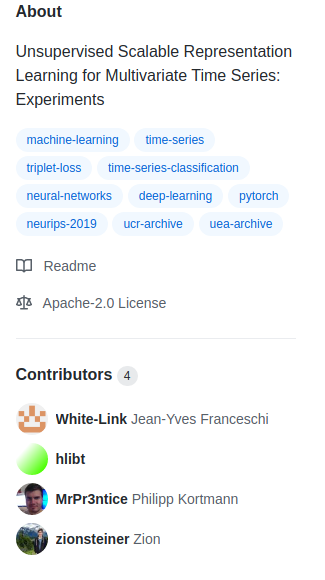 About
Unsupervised Scalable Representation
Learning for Multivariate Time Series:
Experiments
machine-learning time-series
triplet-loss time-series-classification
neural-networks deep-learning pytorch
neurips-2019 ucr-archive uea-archive
Readme
Apache-2.0 License
Contributors 4
White-Link Jean-Yves Franceschi
hlibt
MrPr3ntice Philipp Kortmann
zionsteiner Zion